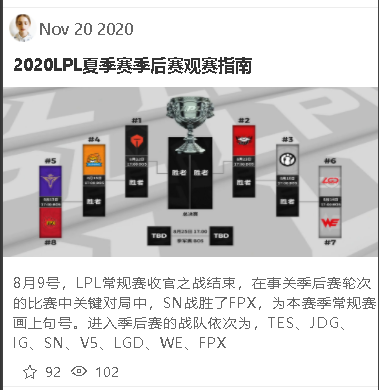 Nov 20 2020
2020LPL夏季赛季后赛观赛指南
#1
#2
#4
#3
#5
#6
胜者
胜者
胜者
胜者
#8
#7
TBD
TBD
8月9号，LPL常规赛收官之战结束，在事关季后赛轮次
的比赛中关键对局中，SN战胜了FPX，为本赛季常规赛
画上句号。进入季后赛的战队依次为，TES、JDG、
IG、SN、V5、LGD、WE、FPX
92
102